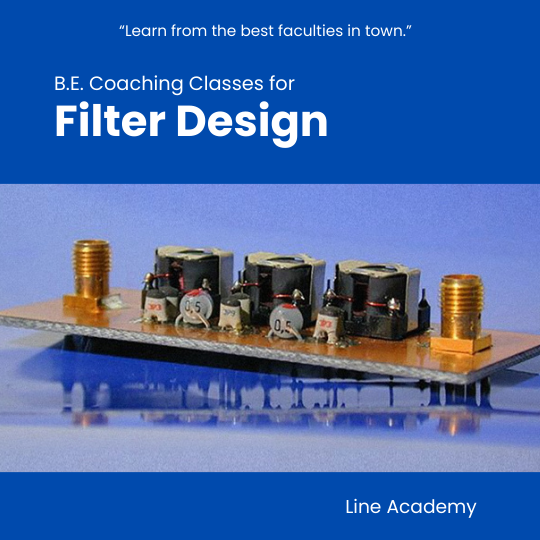 “Learn from the best faculties in town.”
B.E. Coaching Classes for
Filter Design
0.5
0.5
Line Academy